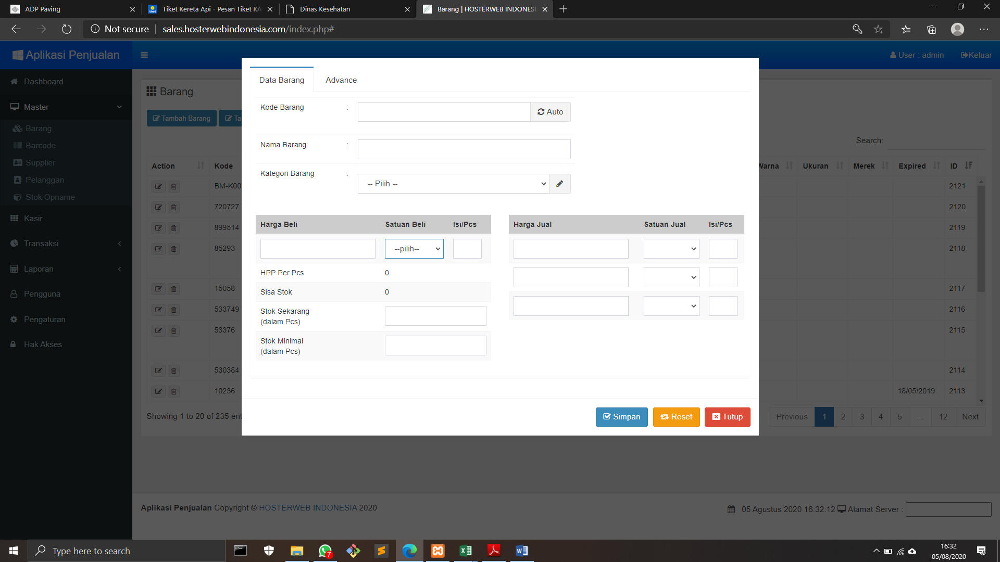 ADP Paving
Tiket Kereta Api - Pesan Tiket KA
Dinas Kesehatan
Barang | HOSTERWEB INDONESI
Not secure
sales.hosterwebindonesia.com/index.php#
Aplikasi Penjualan
User : admin
Keluar
Dashboard
Master
Barang
Barcode
Supplier
Pelanggan
Stok Opname
Kasir
Transaksi
Laporan
Pengguna
Pengaturan
Hak Akses
Barang
Tambah Barang
Ta
Search:
Action
Kode
Warna
Ukuran
Merek
Expired
ID
BM-K00
2121
720727
2120
899514
2119
85293
2118
15058
2117
533749
2116
53376
2115
530384
2114
10236
18/05/2019
2113
Showing 1 to 20 of 235 ent
Previous
1
2
3
4
5
...
12
Next
Data Barang
Advance
Kode Barang :
Auto
Nama Barang :
Kategori Barang :
-- Pilih --
Harga Beli
Satuan Beli
Isi/Pcs
--pilih--
HPP Per Pcs
0
Sisa Stok
0
Stok Sekarang
(dalam Pcs)
Stok Minimal
(dalam Pcs)
Harga Jual
Satuan Jual
Isi/Pcs
Simpan
Reset
Tutup
Aplikasi Penjualan Copyright © HOSTERWEB INDONESIA 2020
05 Agustus 2020 16:32:12
Alamat Server :
Type here to search
7
16:32
05/08/2020